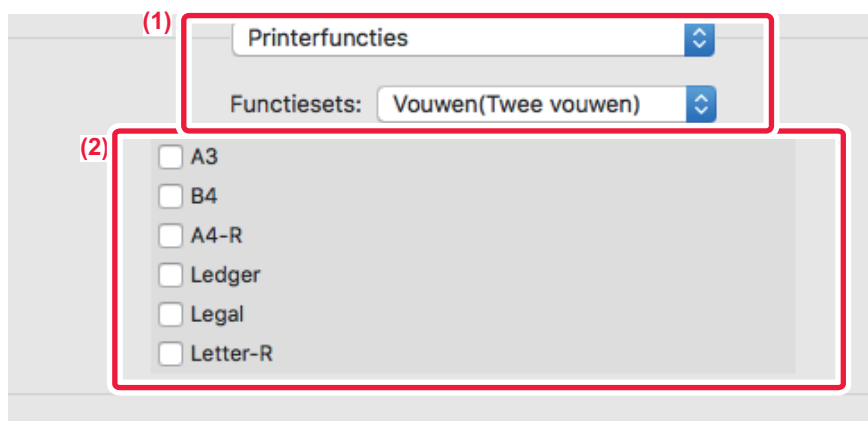 (1)
Printerfuncties
Functiesets: Vouwen(Twee vouwen)
(2)
A3
B4
A4-R
Ledger
Legal
Letter-R